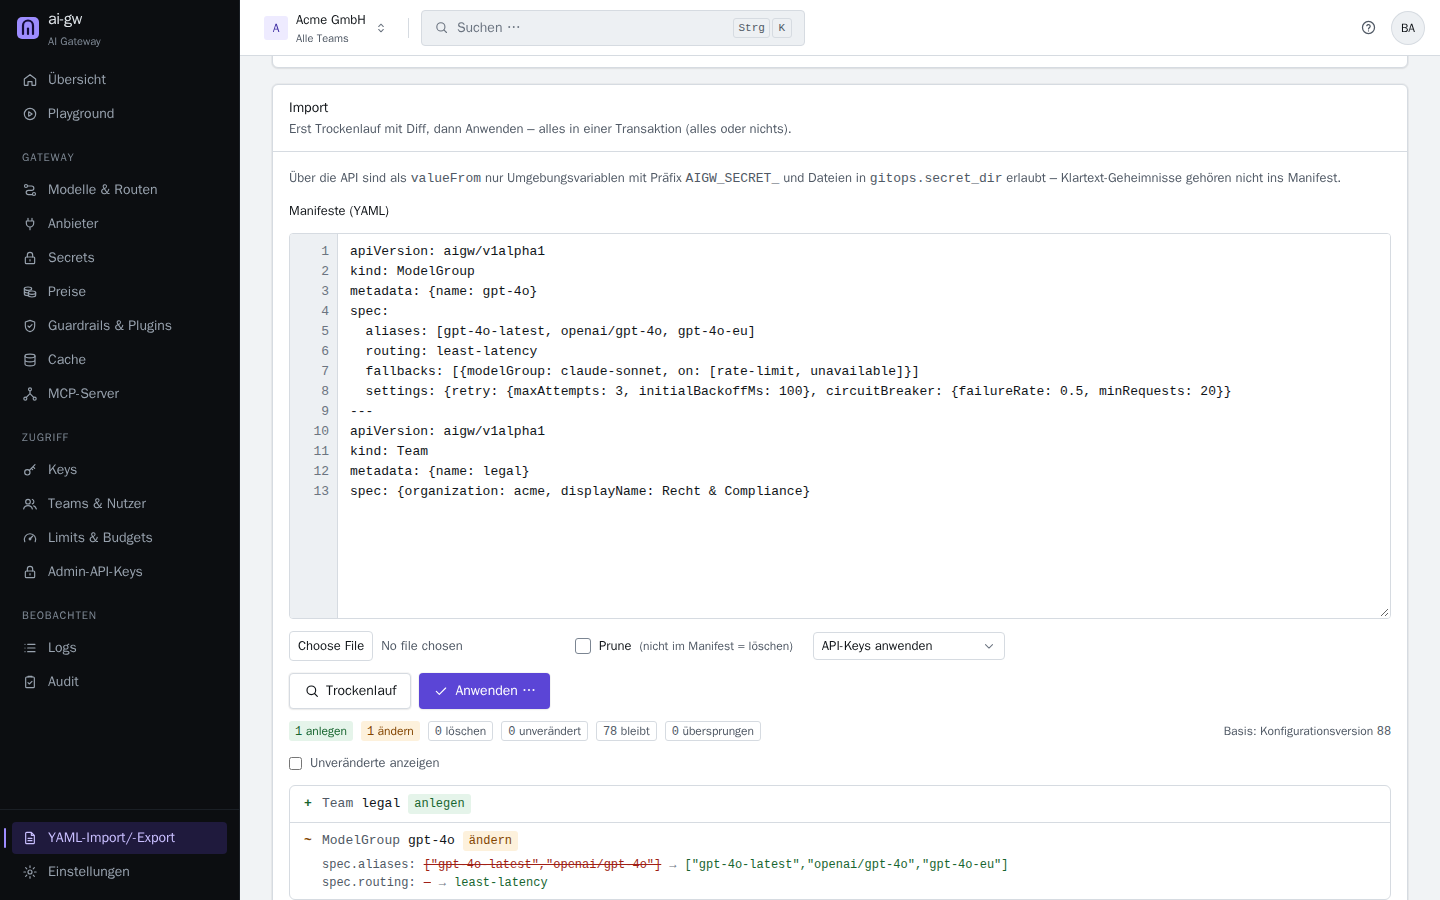 ai-gw
AI Gateway
Acme GmbH
Alle Teams
A
Suchen ···
Strg K
BA
Übersicht
Playground
GATEWAY
Modelle & Routen
Anbieter
Secrets
Preise
Guardrails & Plugins
Cache
MCP-Server
ZUGRIFF
Keys
Teams & Nutzer
Limits & Budgets
Admin-API-Keys
BEOBACHTEN
Logs
Audit
YAML-Import/-Export
Einstellungen
Import
Erst Trockenlauf mit Diff, dann Anwenden – alles in einer Transaktion (alles oder nichts).
Über die API sind als valueFrom nur Umgebungsvariablen mit Präfix AIGW_SECRET_ und Dateien in gitops.secret_dir erlaubt – Klartext-Geheimnisse gehören nicht ins Manifest.
Manifeste (YAML)
1 apiVersion: aigw/v1alpha1
2 kind: ModelGroup
3 metadata: {name: gpt-4o}
4 spec:
5   aliases: [gpt-4o-latest, openai/gpt-4o, gpt-4o-eu]
6   routing: least-latency
7   fallbacks: [{modelGroup: claude-sonnet, on: [rate-limit, unavailable]}]
8   settings: {retry: {maxAttempts: 3, initialBackoffMs: 100}, circuitBreaker: {failureRate: 0.5, minRequests: 20}}
9 ---
10 apiVersion: aigw/v1alpha1
11 kind: Team
12 metadata: {name: legal}
13 spec: {organization: acme, displayName: Recht & Compliance}
Choose File No file chosen Prune (nicht im Manifest = löschen) API-Keys anwenden
Trockenlauf Anwenden ···
1 anlegen 1 ändern 0 löschen 0 unverändert 78 bleibt 0 übersprungen Basis: Konfigurationsversion 88
Unveränderte anzeigen
+ Team legal anlegen
~ ModelGroup gpt-4o ändern
spec.aliases: ["gpt-4o-latest","openai/gpt-4o"] → ["gpt-4o-latest","openai/gpt-4o","gpt-4o-eu"]
spec.routing: — → least-latency